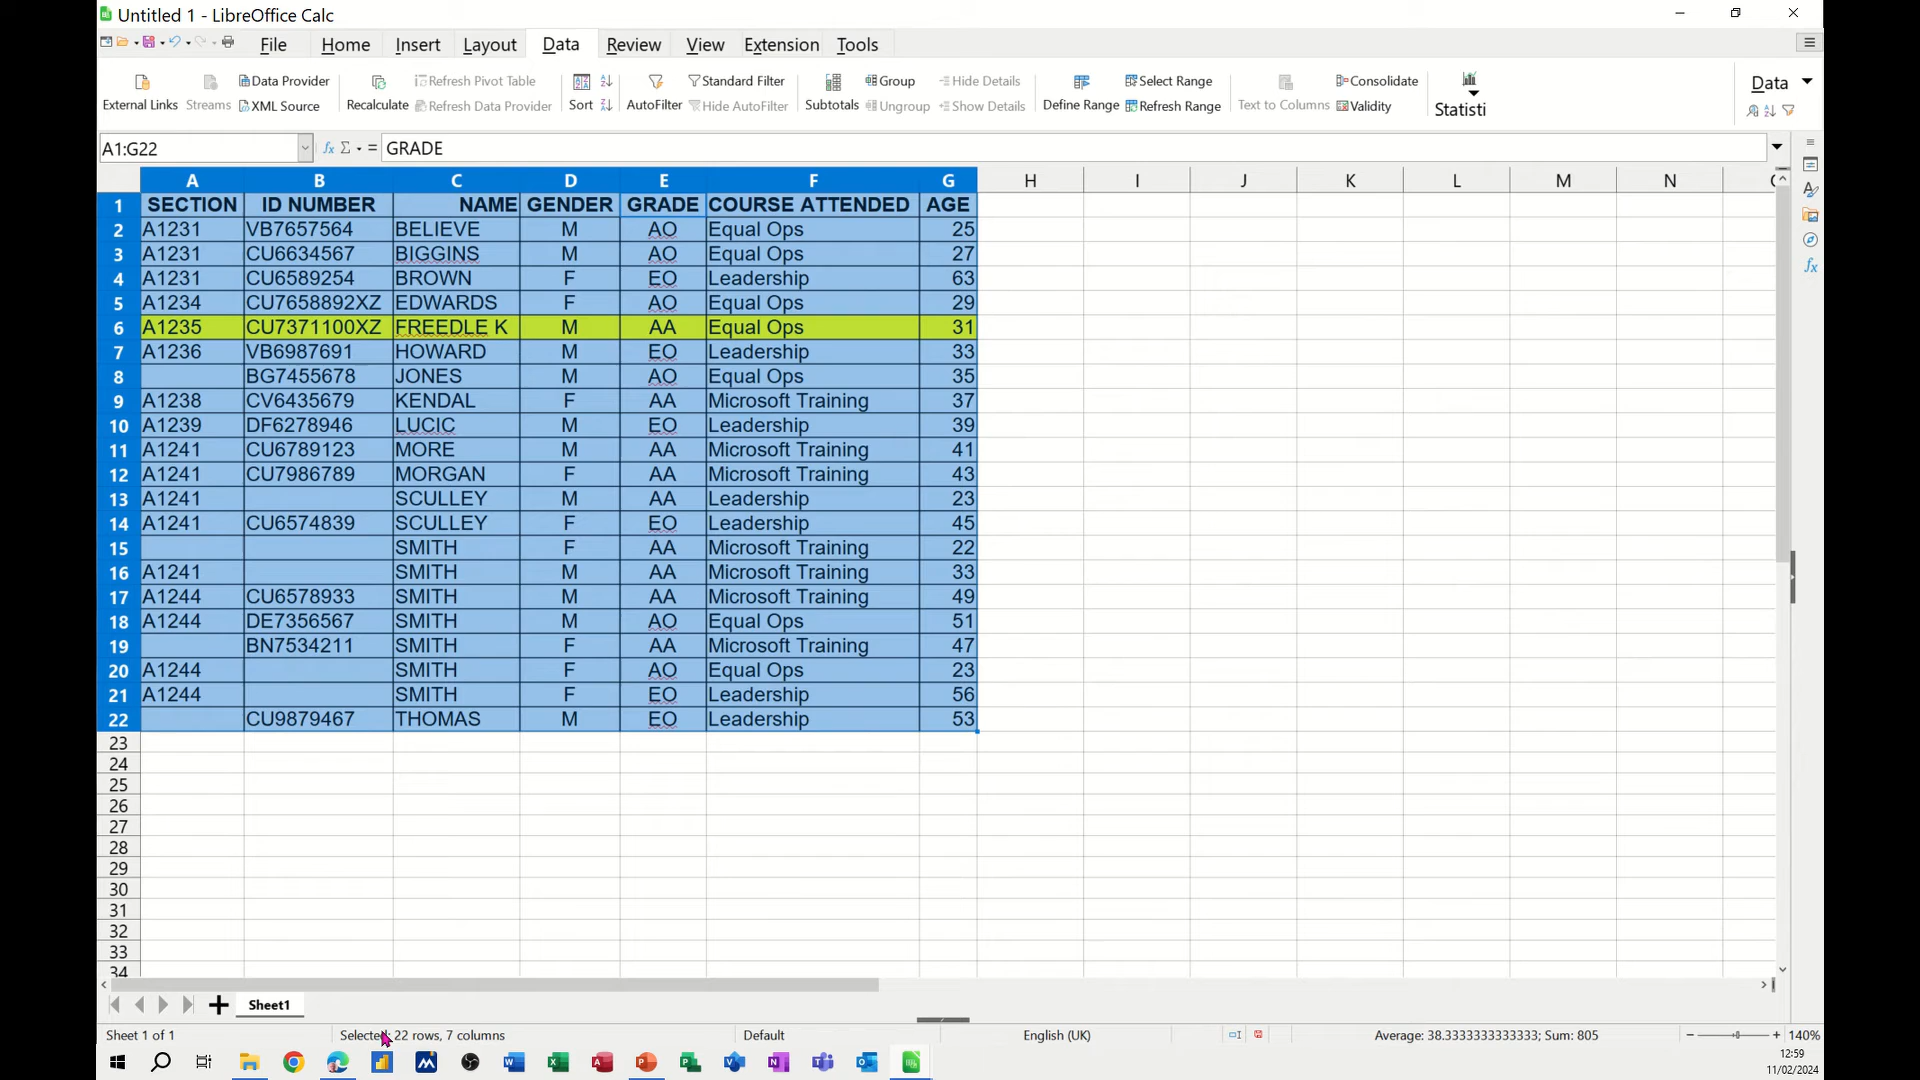 Untitled 1 - LibreOffice Calc
File Home Insert Layout Data Review View Extension Tools
External Links Streams Data Provider XML Source Recalculate Refresh Pivot Table Refresh Data Provider Sort AutoFilter Standard Filter Hide AutoFilter Subtotals Group Ungroup Hide Details Show Details Define Range Select Range Refresh Range Text to Columns Consolidate Validity Statisti Data
A1:G22 fx Σ = GRADE
A B C D E F G H I J K L M N
1 SECTION ID NUMBER NAME GENDER GRADE COURSE ATTENDED AGE
2 A1231 VB7657564 BELIEVE M AO Equal Ops 25
3 A1231 CU6634567 BIGGINS M AO Equal Ops 27
4 A1231 CU6589254 BROWN F EO Leadership 63
5 A1234 CU7658892XZ EDWARDS F AO Equal Ops 29
6 A1235 CU7371100XZ FREEDLE K M AA Equal Ops 31
7 A1236 VB6987691 HOWARD M EO Leadership 33
8 BG7455678 JONES M AO Equal Ops 35
9 A1238 CV6435679 KENDAL F AA Microsoft Training 37
10 A1239 DF6278946 LUCIC M EO Leadership 39
11 A1241 CU6789123 MORE M AA Microsoft Training 41
12 A1241 CU7986789 MORGAN F AA Microsoft Training 43
13 A1241 SCULLEY M AA Leadership 23
14 A1241 CU6574839 SCULLEY F EO Leadership 45
15 SMITH F AA Microsoft Training 22
16 A1241 SMITH M AA Microsoft Training 33
17 A1244 CU6578933 SMITH M AA Microsoft Training 49
18 A1244 DE7356567 SMITH M AO Equal Ops 51
19 BN7534211 SMITH F AA Microsoft Training 47
20 A1244 SMITH F AO Equal Ops 23
21 A1244 SMITH F EO Leadership 56
22 CU9879467 THOMAS M EO Leadership 53
23
24
25
26
27
28
29
30
31
32
33
34
Sheet1
Sheet 1 of 1 Selected: 22 rows, 7 columns Default English (UK) Average: 38.3333333333333; Sum: 805 140%
12:59
11/02/2024